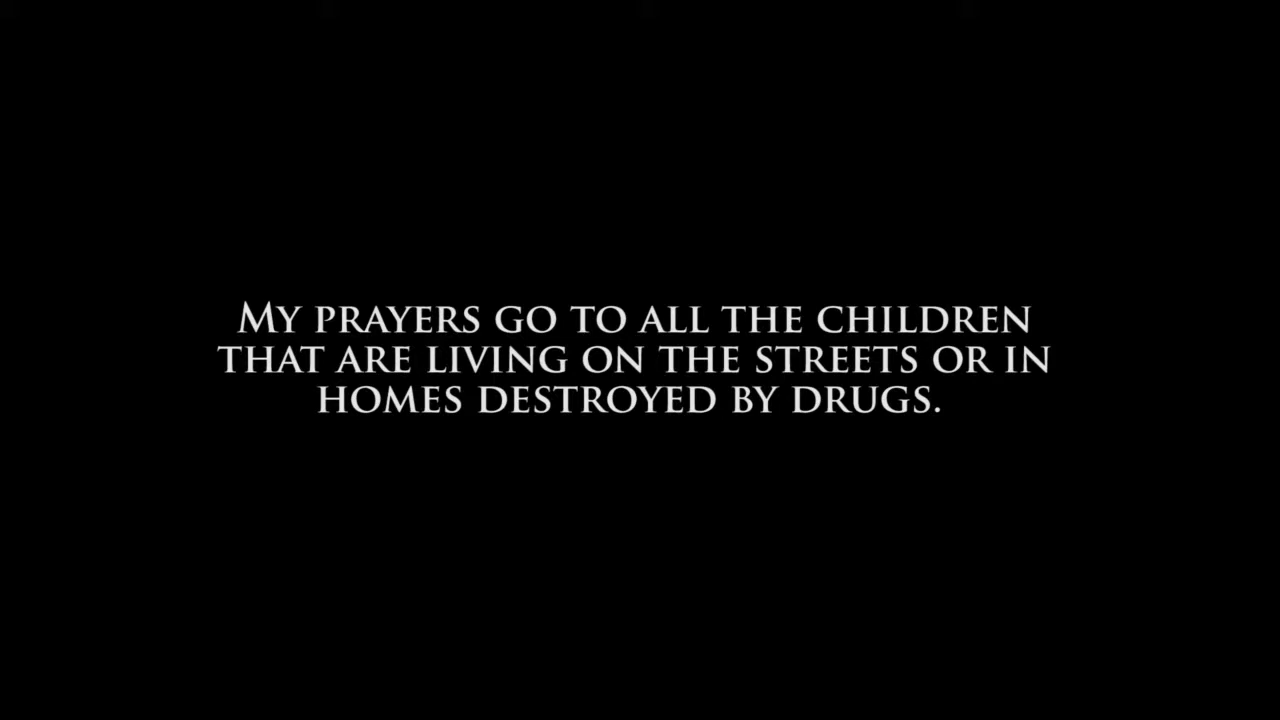 My prayers go to all the children
that are living on the streets or in
homes destroyed by drugs.